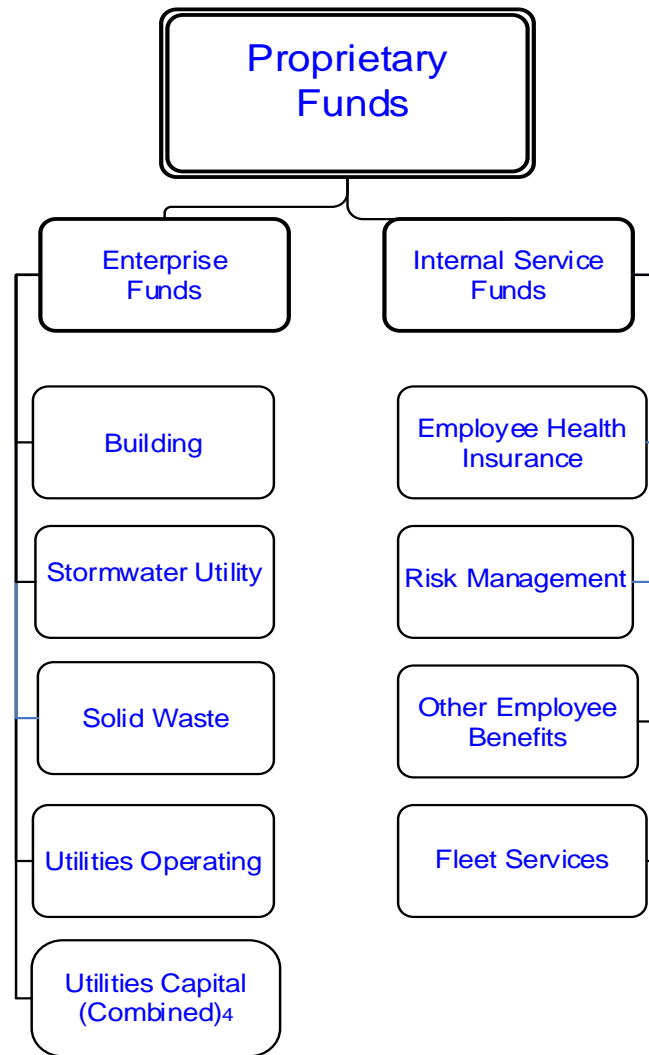 Proprietary
Funds
Enterprise
Funds
Internal Service
Funds
Building
Employee Health
Insurance
Stormwater Utility
Risk Management
Solid Waste
Other Employee
Benefits
Utilities Operating
Fleet Services
Utilities Capital
(Combined)4